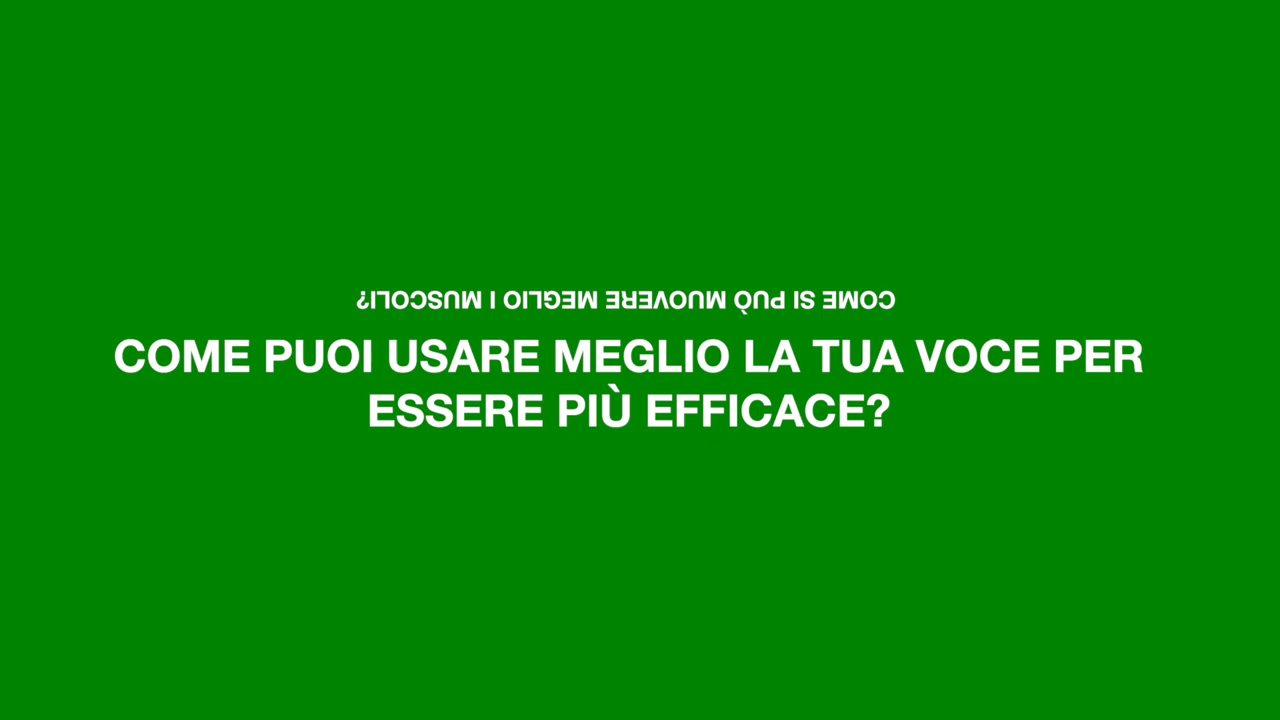 COME SI PUÒ MUOVERE MEGLIO I MUSCOLI?
COME PUOI USARE MEGLIO LA TUA VOCE PER
ESSERE PIÙ EFFICACE?